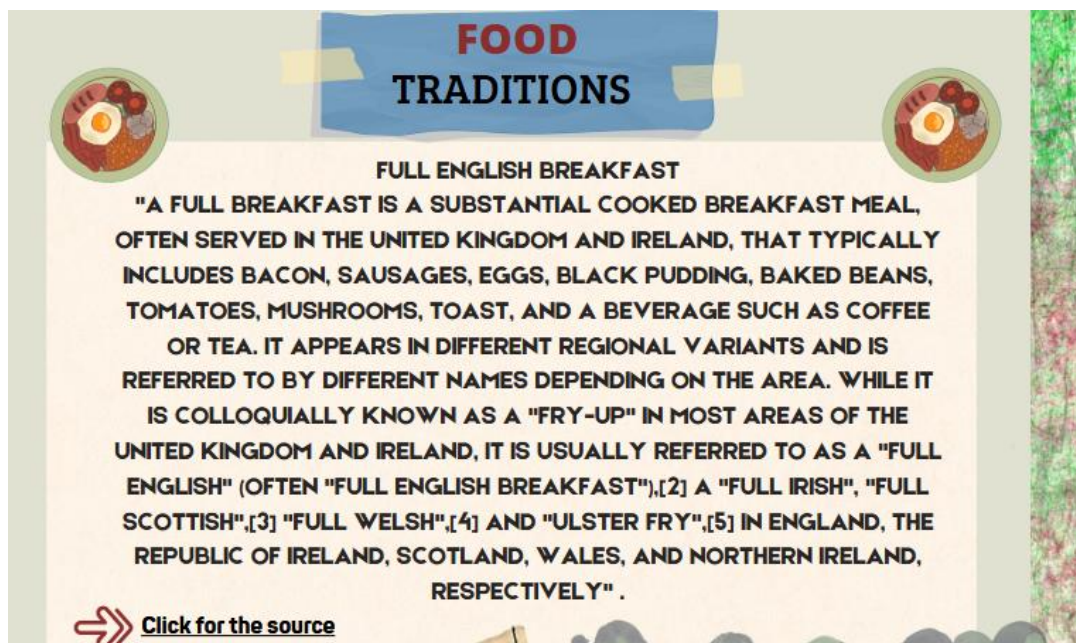 FOOD
TRADITIONS
FULL ENGLISH BREAKFAST
"A FULL BREAKFAST IS A SUBSTANTIAL COOKED BREAKFAST MEAL,
OFTEN SERVED IN THE UNITED KINGDOM AND IRELAND, THAT TYPICALLY
INCLUDES BACON, SAUSAGES, EGGS, BLACK PUDDING, BAKED BEANS,
TOMATOES, MUSHROOMS, TOAST, AND A BEVERAGE SUCH AS COFFEE
OR TEA. IT APPEARS IN DIFFERENT REGIONAL VARIANTS AND IS
REFERRED TO BY DIFFERENT NAMES DEPENDING ON THE AREA. WHILE IT
IS COLLOQUIALLY KNOWN AS A "FRY-UP" IN MOST AREAS OF THE
UNITED KINGDOM AND IRELAND, IT IS USUALLY REFERRED TO AS A "FULL
ENGLISH" (OFTEN "FULL ENGLISH BREAKFAST"),[2] A "FULL IRISH", "FULL
SCOTTISH",[3] "FULL WELSH",[4] AND "ULSTER FRY",[5] IN ENGLAND, THE
REPUBLIC OF IRELAND, SCOTLAND, WALES, AND NORTHERN IRELAND,
RESPECTIVELY" .
Click for the source